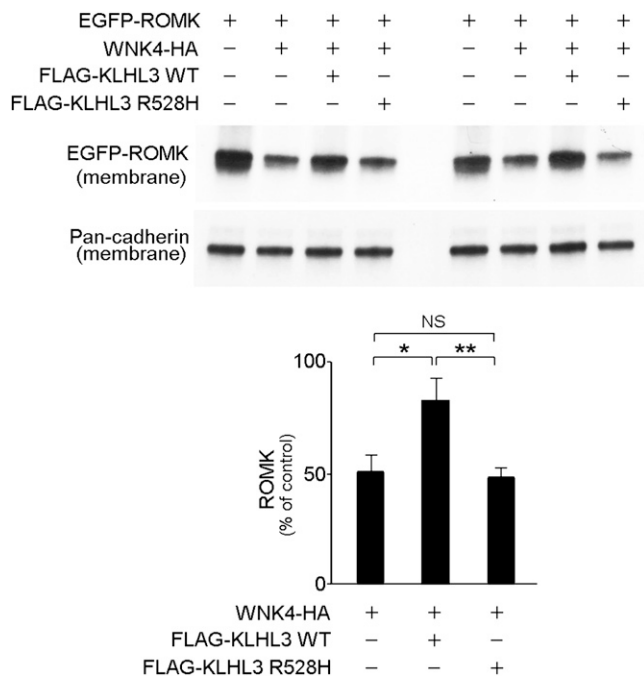 EGFP-ROMK + + + + + + + +
WNK4-HA – + + + – + + +
FLAG-KLHL3 WT – – + – – – + –
FLAG-KLHL3 R528H – – – + – – – +
EGFP-ROMK
(membrane)
Pan-cadherin
(membrane)
NS
* **
100
50
0
ROMK
(% of control)
WNK4-HA + + +
FLAG-KLHL3 WT – + –
FLAG-KLHL3 R528H – – +